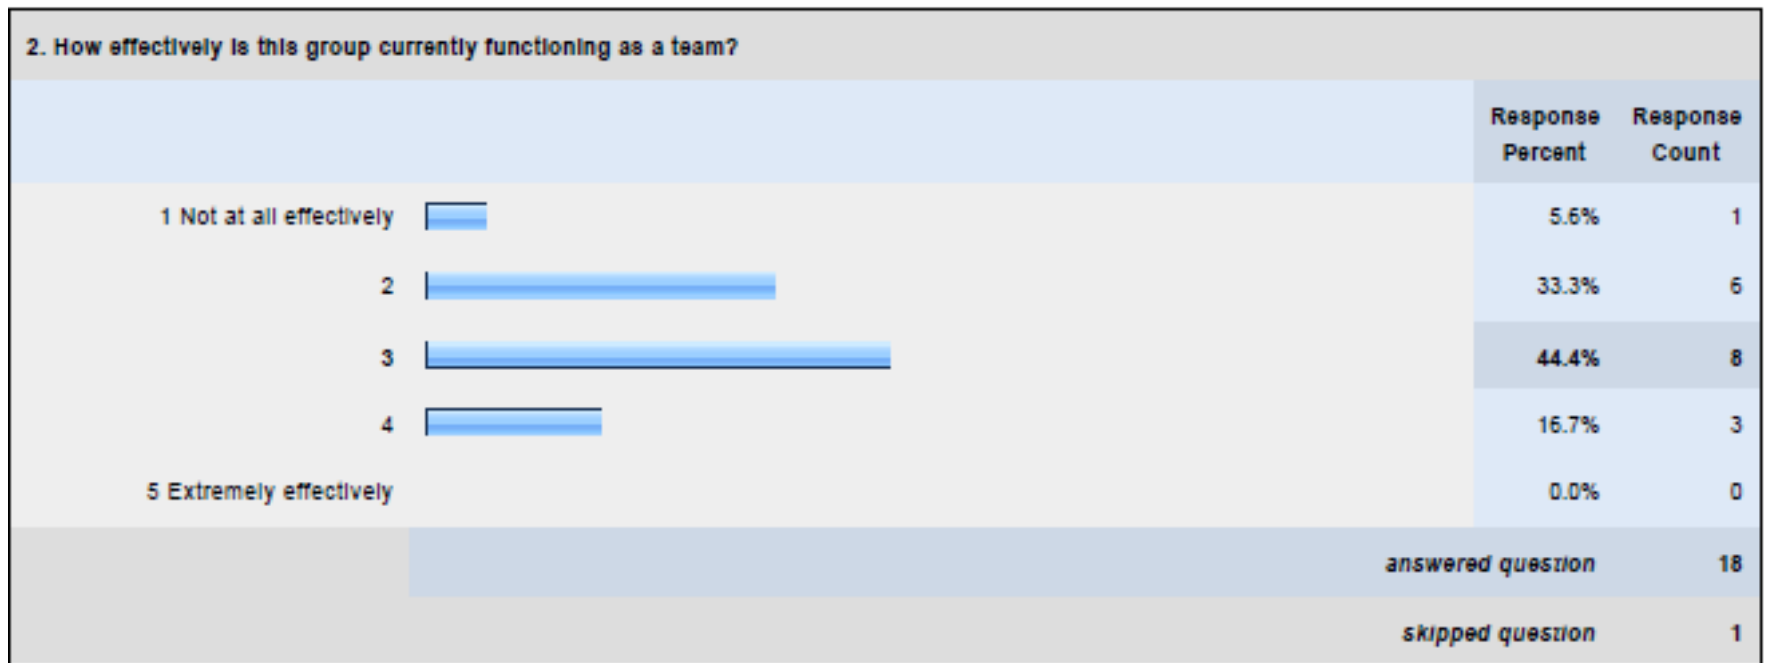 2. How effectively is this group currently functioning as a team?
Response Percent Response Count
1 Not at all effectively 5.6% 1
2 33.3% 6
3 44.4% 8
4 16.7% 3
5 Extremely effectively 0.0% 0
answered question 18
skipped question 1